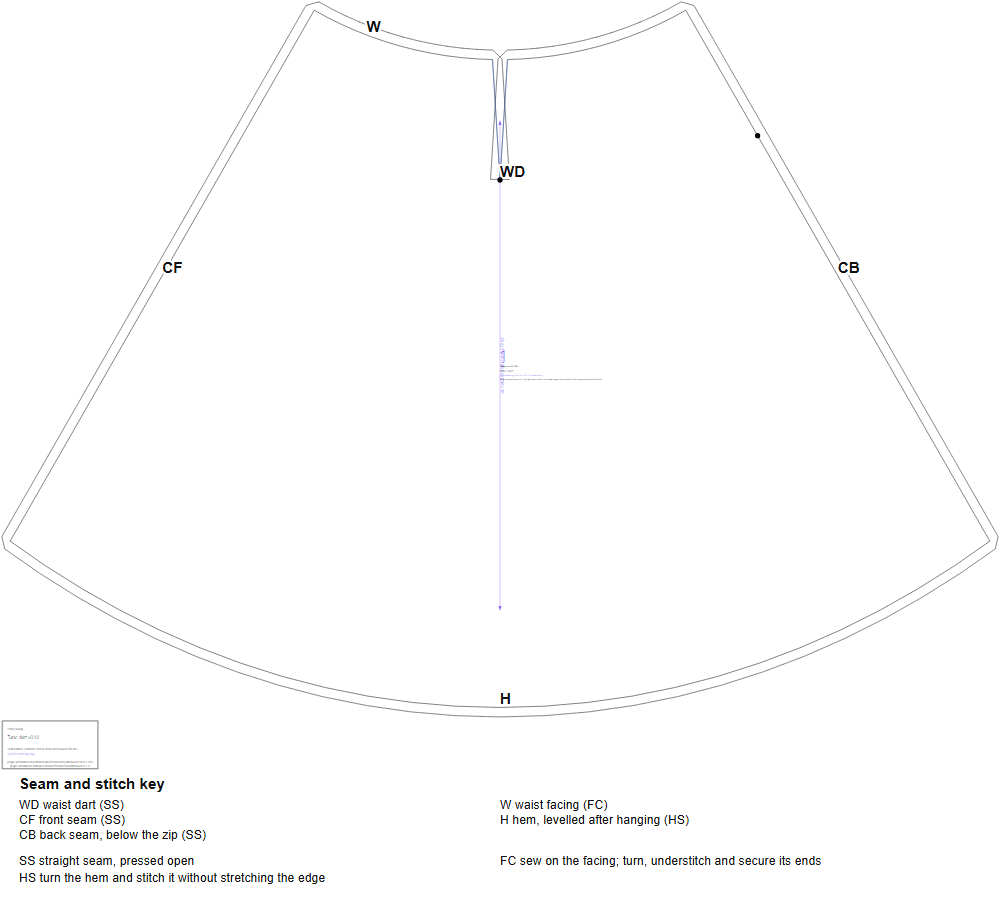 W
WD
CF
CB
H
Seam and stitch key
WD waist dart (SS)
CF front seam (SS)
CB back seam, below the zip (SS)
W waist facing (FC)
H hem, levelled after hanging (HS)
SS straight seam, pressed open
HS turn the hem and stitch it without stretching the edge
FC sew on the facing; turn, understitch and secure its ends